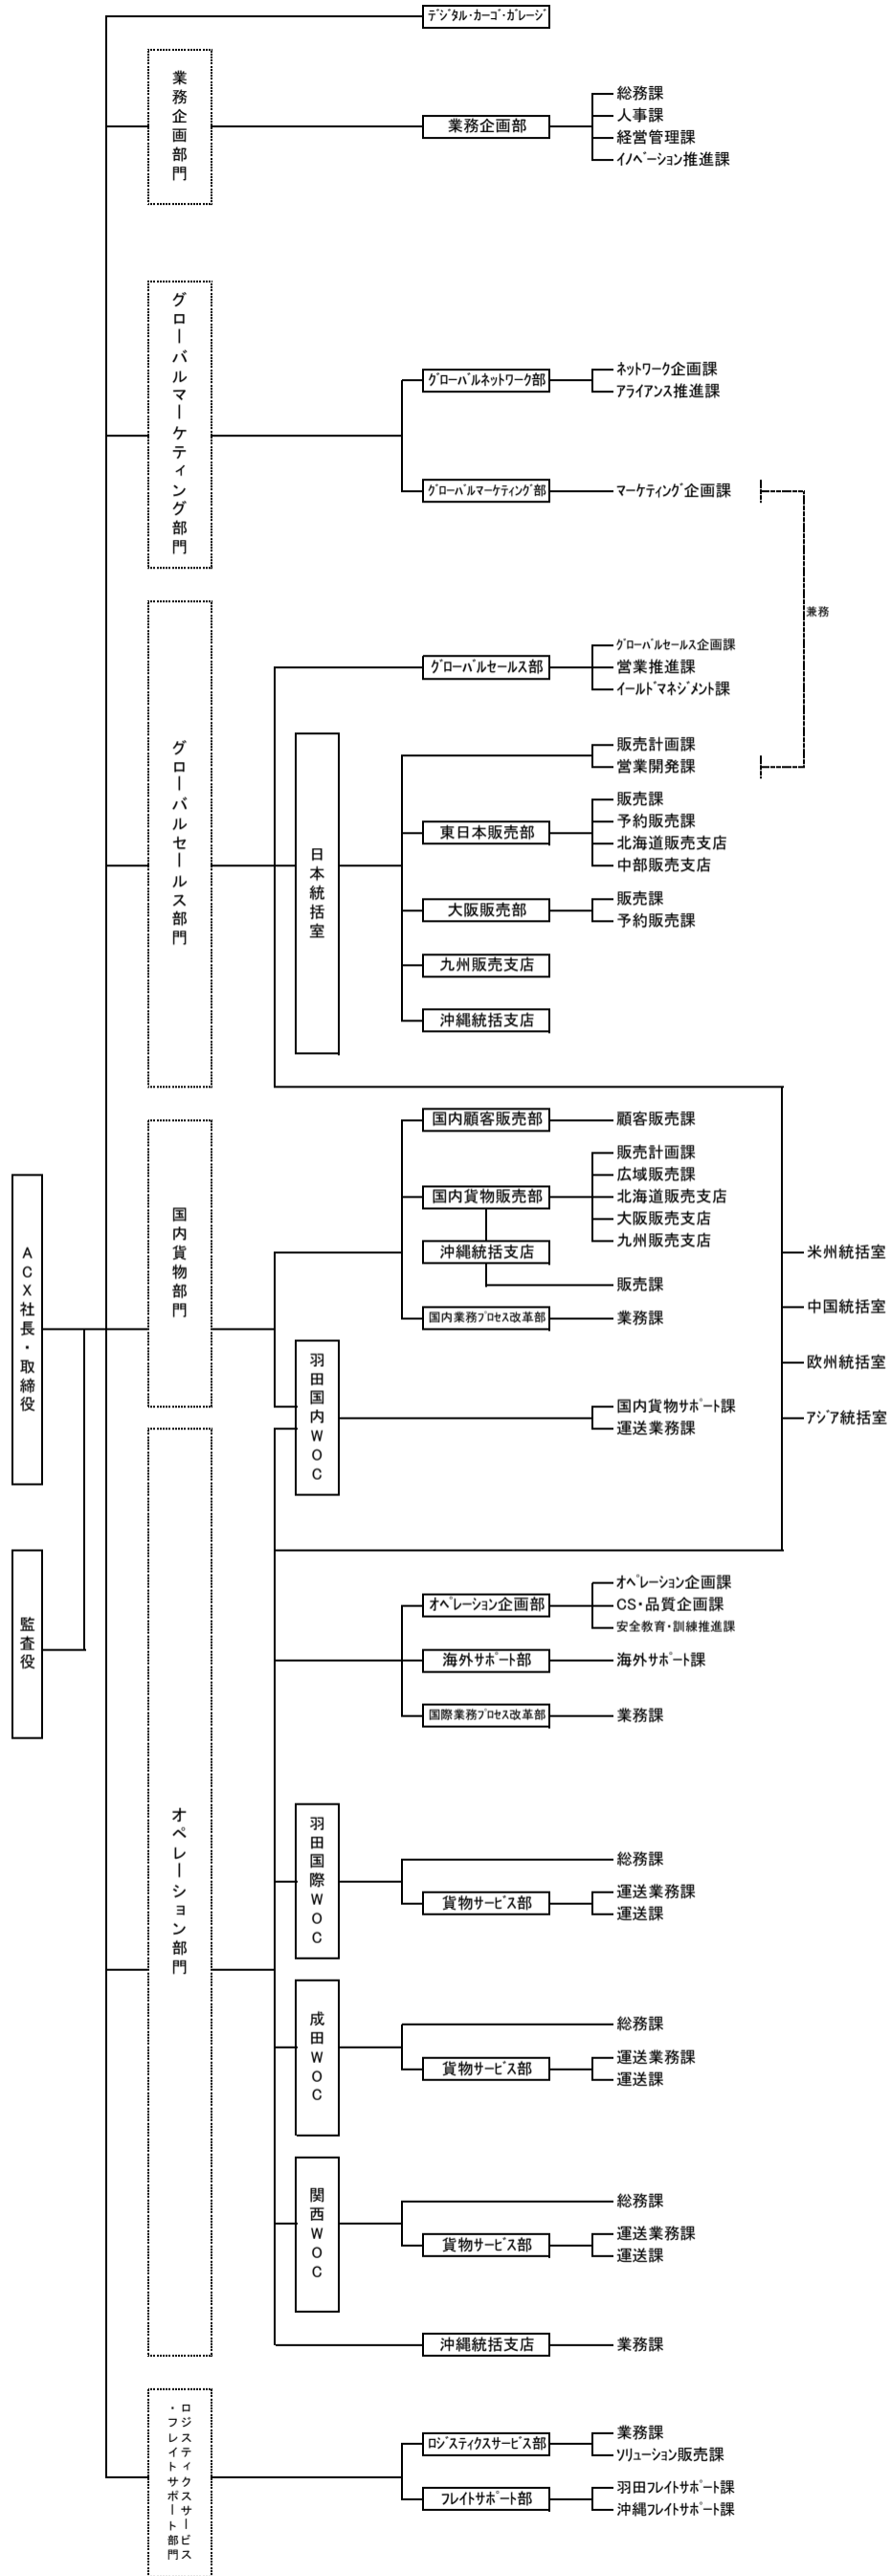 デジタル・カーゴ・ガレージ
業務企画部門
業務企画部
総務課
人事課
経営管理課
イノベーション推進課
グローバルマーケティング部門
グローバルネットワーク部
ネットワーク企画課
アライアンス推進課
グローバルマーケティング部
マーケティング企画課
兼務
グローバルセールス部門
グローバルセールス部
グローバルセールス企画課
営業推進課
イールドマネジメント課
日本統括室
販売計画課
営業開発課
東日本販売部
販売課
予約販売課
北海道販売支店
中部販売支店
大阪販売部
販売課
予約販売課
九州販売支店
沖縄統括支店
ACX社長・取締役
国内貨物部門
国内顧客販売部
顧客販売課
国内貨物販売部
販売計画課
広域販売課
北海道販売支店
大阪販売支店
九州販売支店
沖縄統括支店
販売課
国内業務プロセス改革部
業務課
米州統括室
中国統括室
欧州統括室
アジア統括室
羽田国内WOC
国内貨物サポート課
運送業務課
監査役
オペレーション部門
オペレーション企画部
オペレーション企画課
CS・品質企画課
安全教育・訓練推進課
海外サポート部
海外サポート課
国際業務プロセス改革部
業務課
羽田国際WOC
総務課
貨物サービス部
運送業務課
運送課
成田WOC
総務課
貨物サービス部
運送業務課
運送課
関西WOC
総務課
貨物サービス部
運送業務課
運送課
沖縄統括支店
業務課
ロジスティクスサービス
・フレイトサポート部門
ロジスティクスサービス部
業務課
ソリューション販売課
フレイトサポート部
羽田フレイトサポート課
沖縄フレイトサポート課